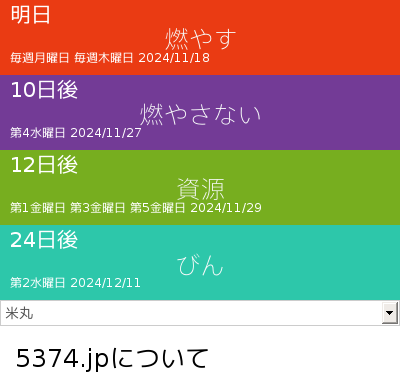 明日
燃やす
毎週月曜日 毎週木曜日 2024/11/18
10日後
燃やさない
第4水曜日 2024/11/27
12日後
資源
第1金曜日 第3金曜日 第5金曜日 2024/11/29
24日後
びん
第2水曜日 2024/12/11
米丸
5374.jpについて